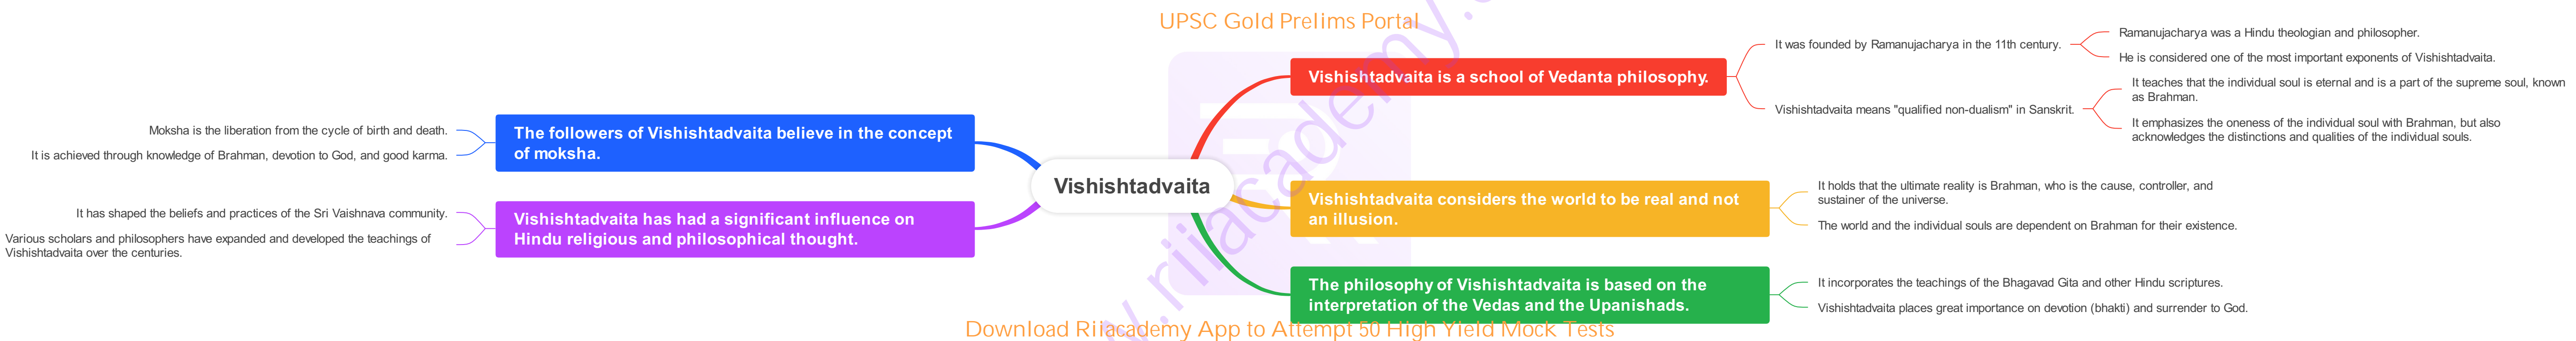 UPSC Gold Prelims Portal
Vishishtadvaita
Vishishtadvaita is a school of Vedanta philosophy.
It was founded by Ramanujacharya in the 11th century.
Ramanujacharya was a Hindu theologian and philosopher.
He is considered one of the most important exponents of Vishishtadvaita.
Vishishtadvaita means "qualified non-dualism" in Sanskrit.
It teaches that the individual soul is eternal and is a part of the supreme soul, known
as Brahman.
It emphasizes the oneness of the individual soul with Brahman, but also
acknowledges the distinctions and qualities of the individual souls.
Vishishtadvaita considers the world to be real and not
an illusion.
It holds that the ultimate reality is Brahman, who is the cause, controller, and
sustainer of the universe.
The world and the individual souls are dependent on Brahman for their existence.
The philosophy of Vishishtadvaita is based on the
interpretation of the Vedas and the Upanishads.
It incorporates the teachings of the Bhagavad Gita and other Hindu scriptures.
Vishishtadvaita places great importance on devotion (bhakti) and surrender to God.
The followers of Vishishtadvaita believe in the concept
of moksha.
Moksha is the liberation from the cycle of birth and death.
It is achieved through knowledge of Brahman, devotion to God, and good karma.
Vishishtadvaita has had a significant influence on
Hindu religious and philosophical thought.
It has shaped the beliefs and practices of the Sri Vaishnava community.
Various scholars and philosophers have expanded and developed the teachings of
Vishishtadvaita over the centuries.
Download Riiacademy App to Attempt 50 High Yield Mock Tests